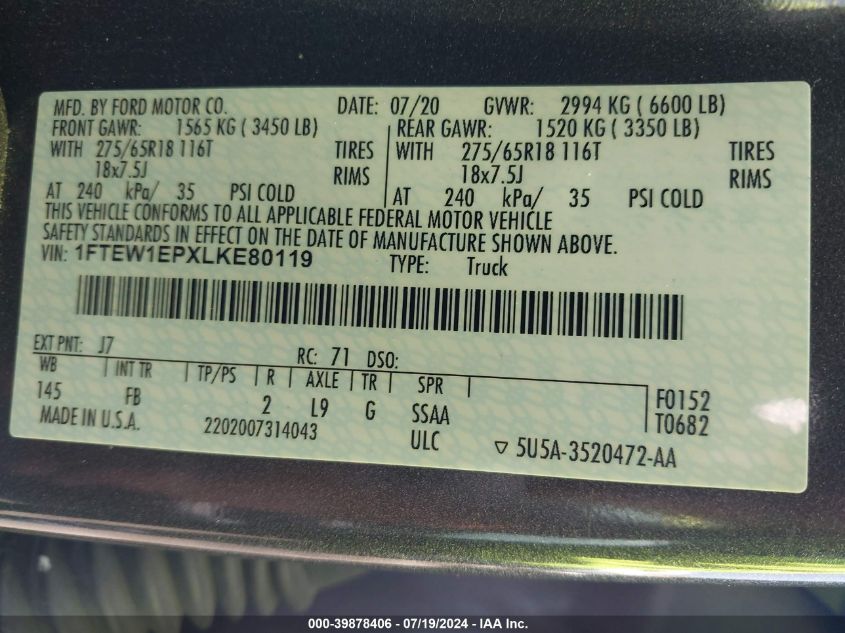 MFD. BY FORD MOTOR CO. DATE: 07/20 GVWR: 2994 KG ( 6600 LB)
FRONT GAWR: 1565 KG ( 3450 LB) REAR GAWR: 1520 KG ( 3350 LB)
WITH 275/65R18 116T TIRES WITH 275/65R18 116T TIRES
18x7.5J RIMS 18x7.5J RIMS
AT 240 kPa/ 35 PSI COLD AT 240 kPa/ 35 PSI COLD
THIS VEHICLE CONFORMS TO ALL APPLICABLE FEDERAL MOTOR VEHICLE
SAFETY STANDARDS IN EFFECT ON THE DATE OF MANUFACTURE SHOWN ABOVE.
VIN: 1FTEW1EPXLKE80119 TYPE: Truck
EXT PNT: J7 RC: 71 DSO:
WB INT TR TP/PS R AXLE TR SPR
145 FB 2 L9 G SSAA F0152
MADE IN U.S.A. 2202007314043 ULC T0682
▽ 5U5A-3520472-AA
000-39878406 - 07/19/2024 - IAA Inc.